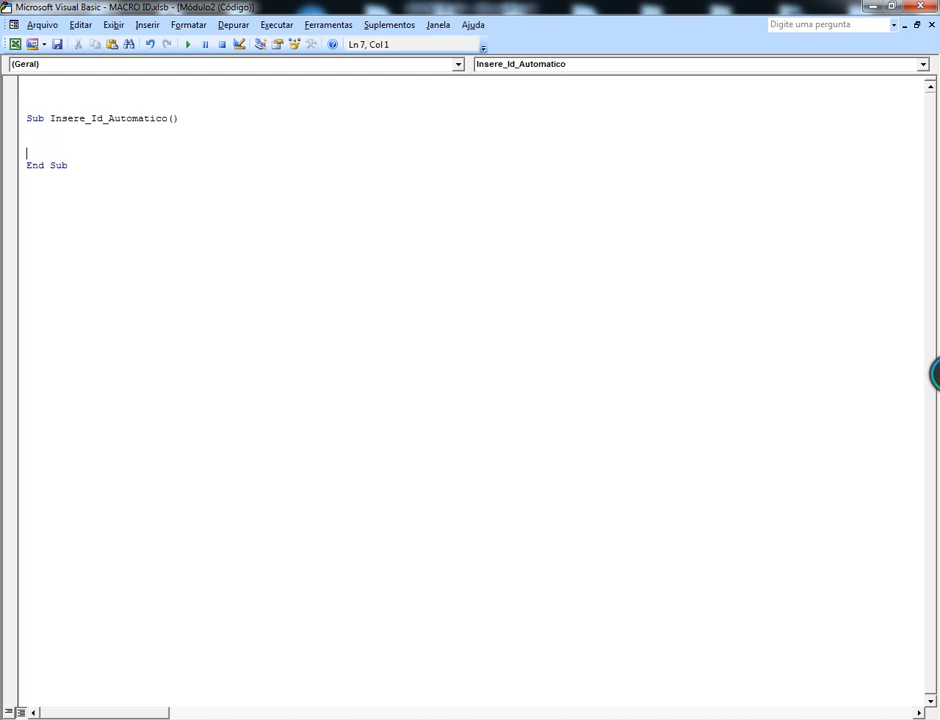 Microsoft Visual Basic - MACRO ID.xlsb - [Módulo2 (Código)]
Arquivo Editar Exibir Inserir Formatar Depurar Executar Ferramentas Suplementos Janela Ajuda
Digite uma pergunta
Ln 7, Col 1
(Geral)
Insere_Id_Automatico
Sub Insere_Id_Automatico()
End Sub